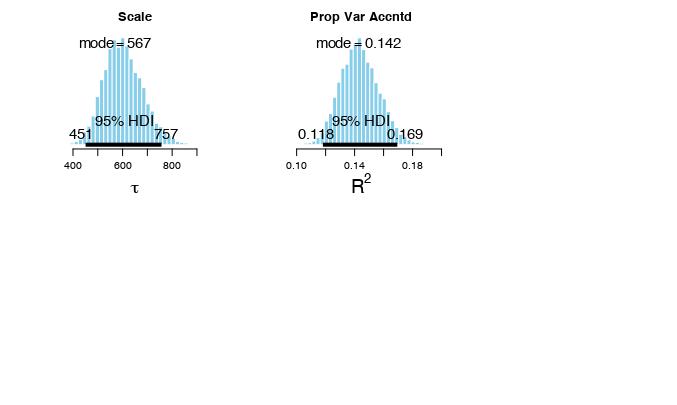 Scale
mode = 567
95% HDI
451 757
400 600 800
τ
Prop Var Accntd
mode = 0.142
95% HDI
0.118 0.169
0.10 0.14 0.18
R²